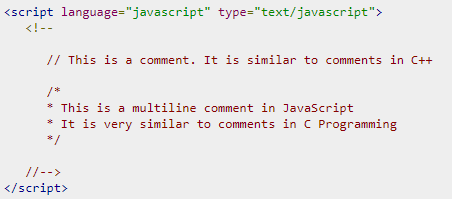 <script language="javascript" type="text/javascript">
<!--
// This is a comment. It is similar to comments in C++
/*
* This is a multiline comment in JavaScript
* It is very similar to comments in C Programming
*/
//-->
</script>